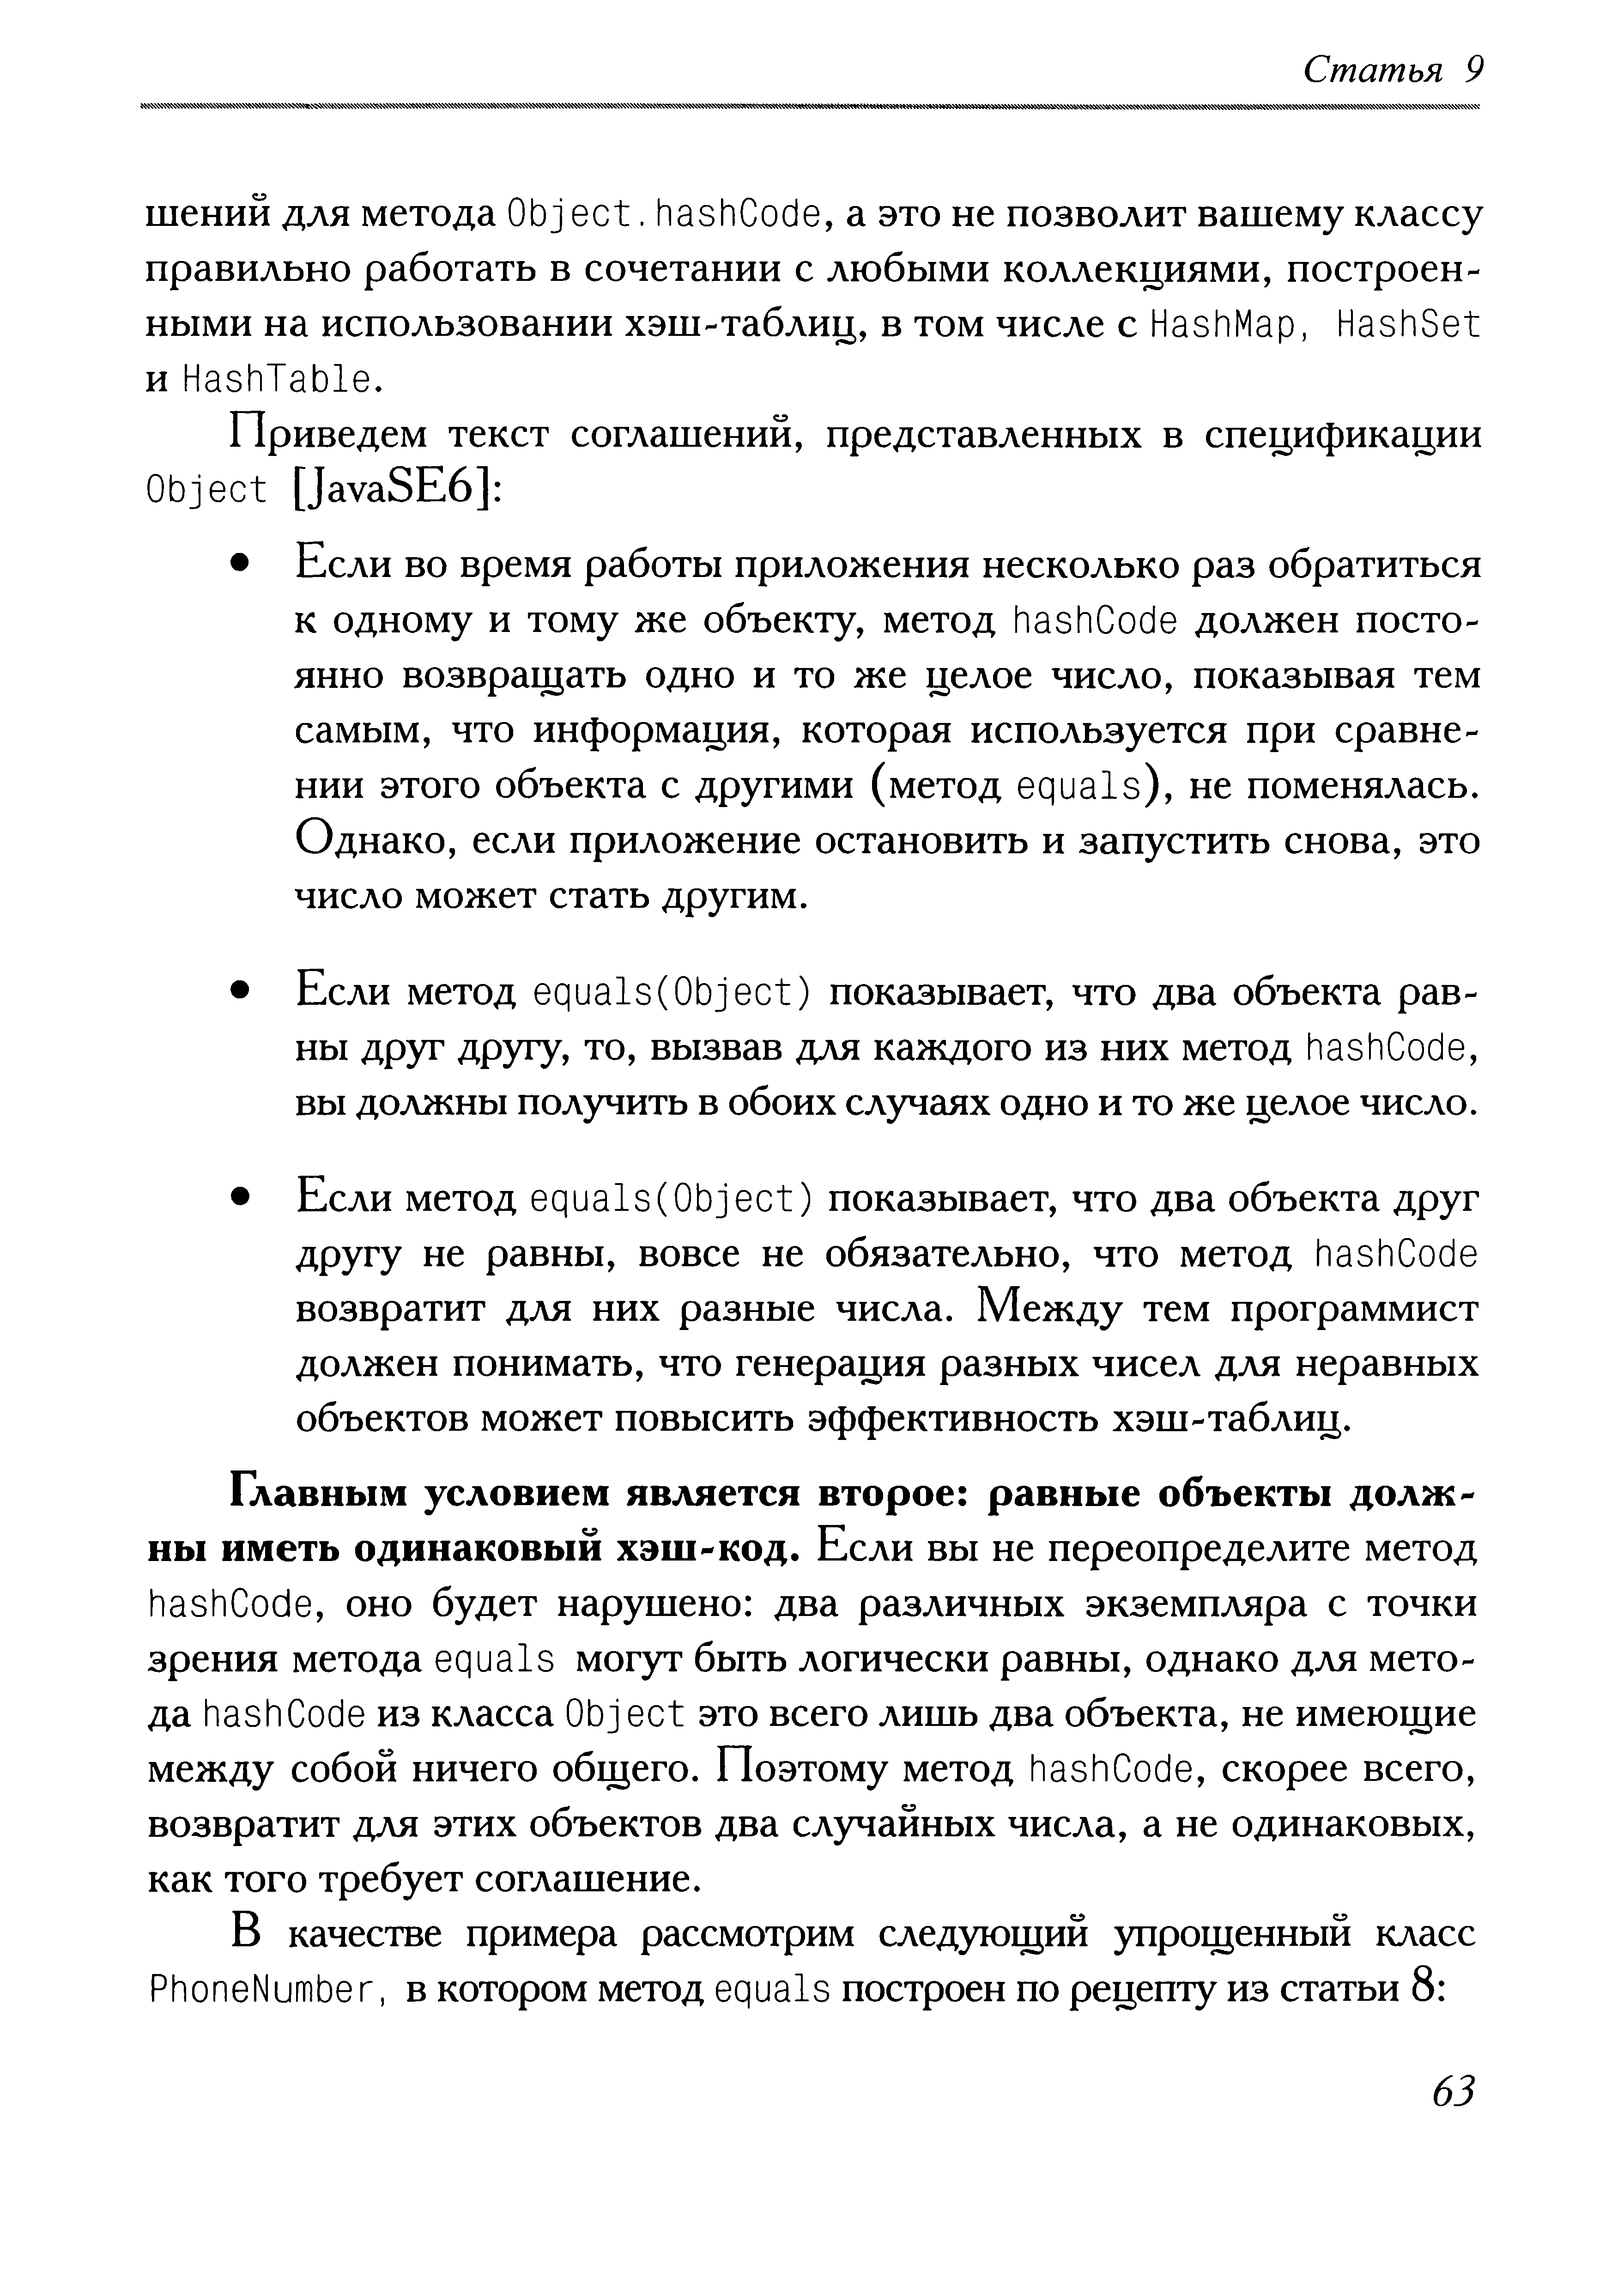 Статья 9
шений для метода Object.hashCode, а это не позволит вашему классу
правильно работать в сочетании с любыми коллекциями, построен-
ными на использовании хэш-таблиц, в том числе с HashMap, HashSet
и HashTable.
Приведем текст соглашений, представленных в спецификации
Object [JavaSE6]:
• Если во время работы приложения несколько раз обратиться
к одному и тому же объекту, метод hashCode должен посто-
янно возвращать одно и то же целое число, показывая тем
самым, что информация, которая используется при сравне-
нии этого объекта с другими (метод equals), не поменялась.
Однако, если приложение остановить и запустить снова, это
число может стать другим.
• Если метод equals(Object) показывает, что два объекта рав-
ны друг другу, то, вызвав для каждого из них метод hashCode,
вы должны получить в обоих случаях одно и то же целое число.
• Если метод equals(Object) показывает, что два объекта друг
другу не равны, вовсе не обязательно, что метод hashCode
возвратит для них разные числа. Между тем программист
должен понимать, что генерация разных чисел для неравных
объектов может повысить эффективность хэш-таблиц.
Главным условием является второе: равные объекты долж-
ны иметь одинаковый хэш-код. Если вы не переопределите метод
hashCode, оно будет нарушено: два различных экземпляра с точки
зрения метода equals могут быть логически равны, однако для мето-
да hashCode из класса Object это всего лишь два объекта, не имеющие
между собой ничего общего. Поэтому метод hashCode, скорее всего,
возвратит для этих объектов два случайных числа, а не одинаковых,
как того требует соглашение.
В качестве примера рассмотрим следующий упрощенный класс
PhoneNumber, в котором метод equals построен по рецепту из статьи 8:
63